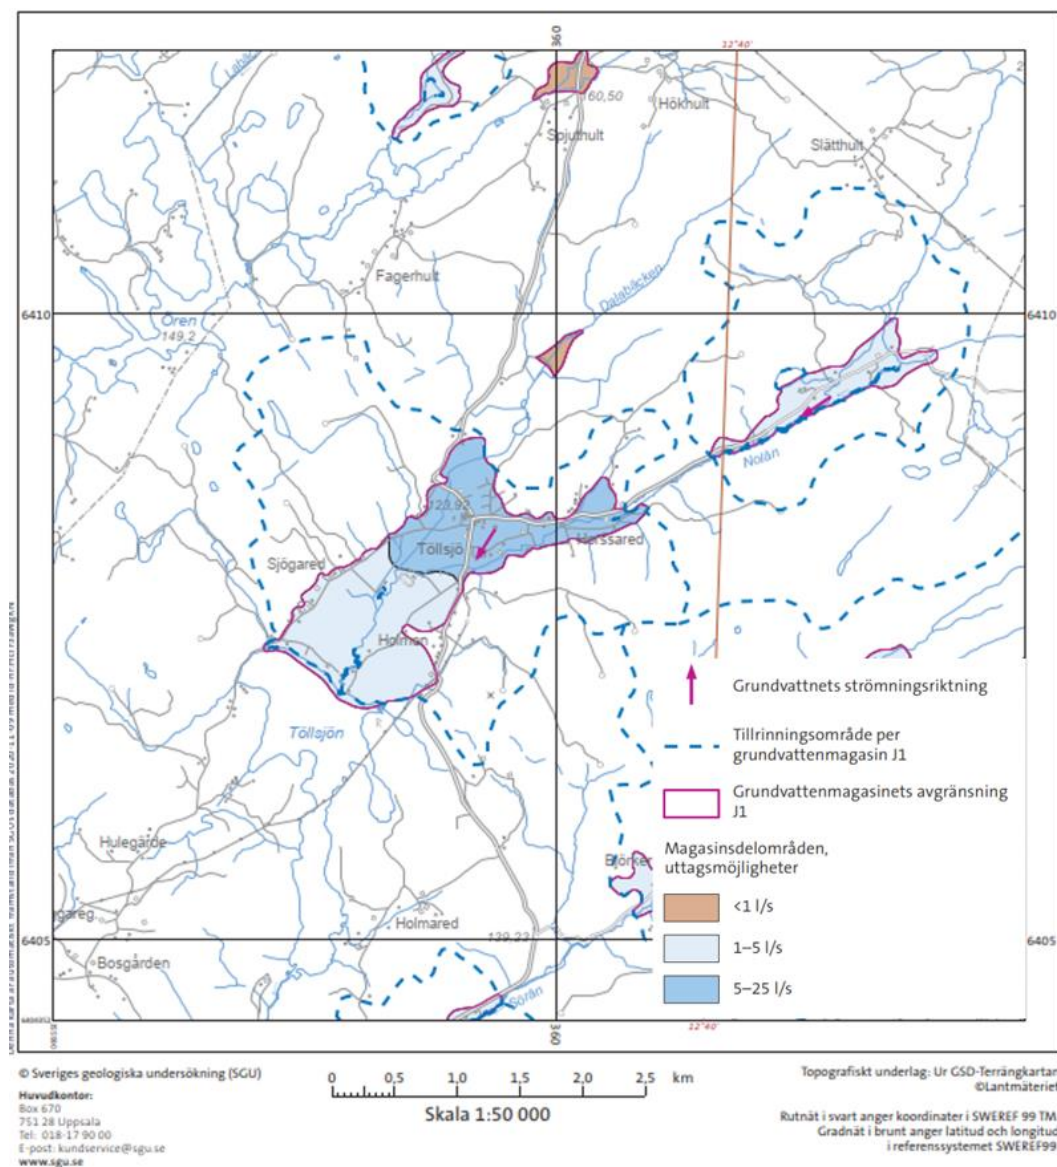 360
12°40'
Spjuthult
Hökhult
60,50
Slätthult
Fagerhult
Dalabäcken
6410
6410
Ören
149,2
Nolån
Töllsjö
Sjögared
Holmen
Töllsjön
Hulegärde
Holmared
139,23
Bosgården
6405
6405
Sörån
360
12°40'
Grundvattnets strömningsriktning
Tillrinningsområde per
grundvattenmagasin J1
Grundvattenmagasinets avgränsning
J1
Magasinsdelområden,
uttagsmöjligheter
<1 l/s
1–5 l/s
5–25 l/s
© Sveriges geologiska undersökning (SGU)
Huvudkontor:
Box 670
751 28 Uppsala
Tel: 018-17 90 00
E-post: kundservice@sgu.se
www.sgu.se
0 0,5 1,0 1,5 2,0 2,5 km
Skala 1:50 000
Topografiskt underlag: Ur GSD-Terrängkartan
©Lantmäteriet
Rutnät i svart anger koordinater i SWEREF 99 TM.
Gradnät i brunt anger latitud och longitud
i referenssystemet SWEREF99